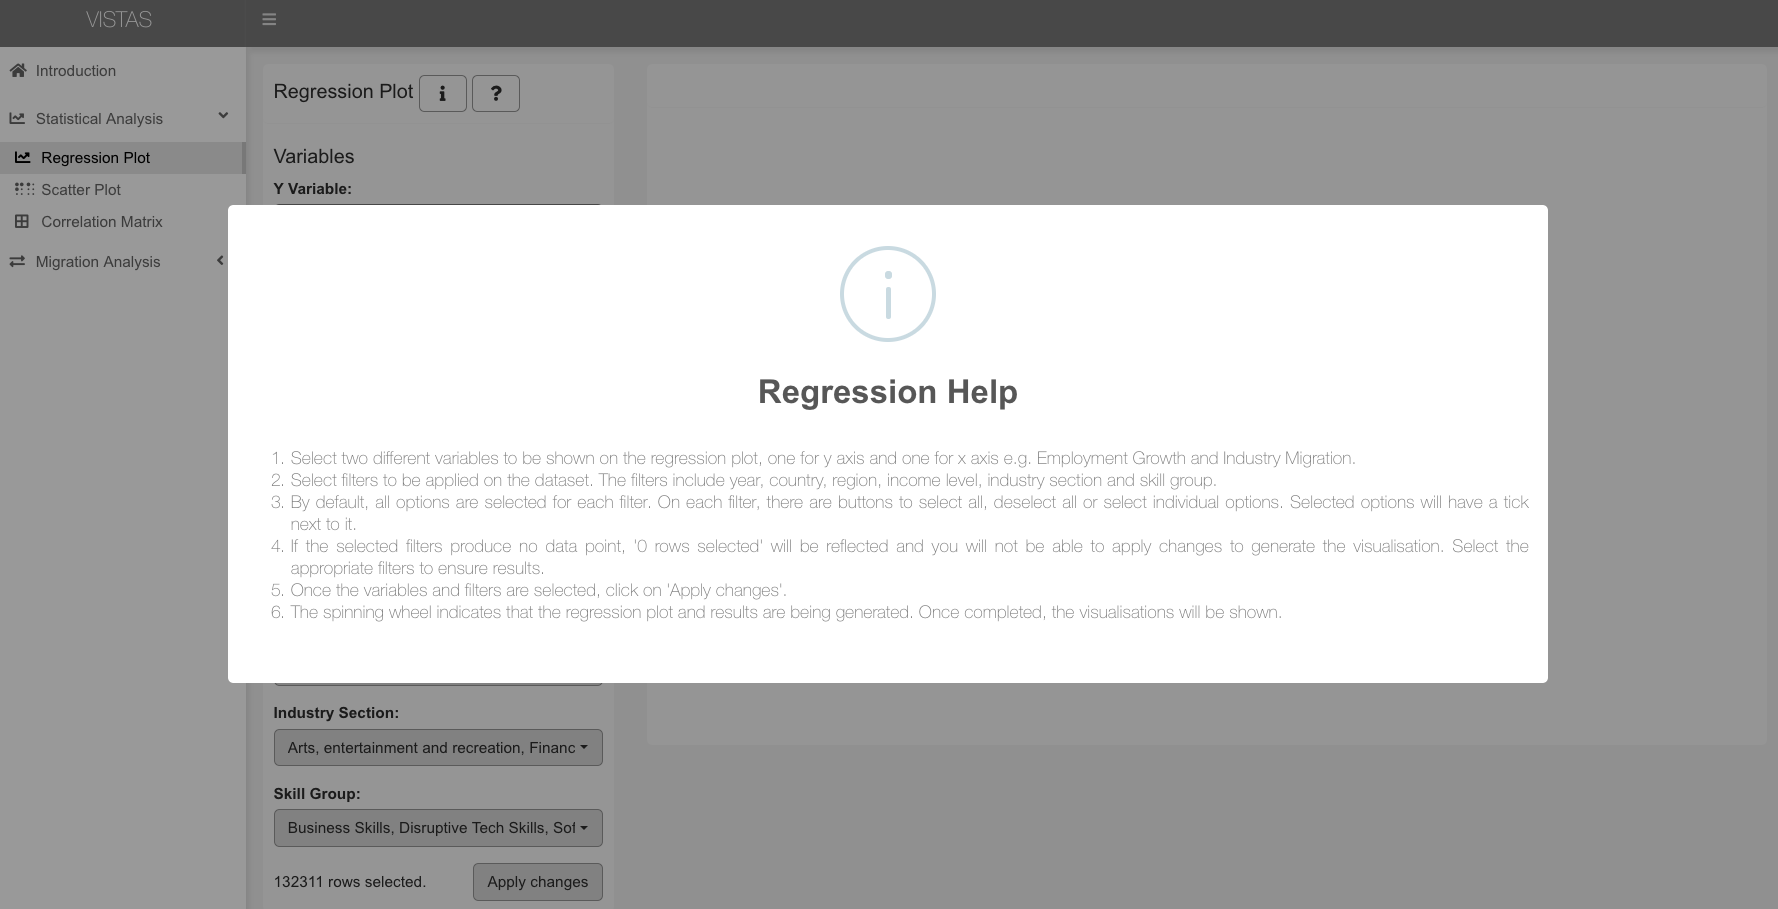 VISTAS
Introduction
Statistical Analysis
Regression Plot
Scatter Plot
Correlation Matrix
Migration Analysis
Regression Plot
Variables
Y Variable:
Regression Help
1. Select two different variables to be shown on the regression plot, one for y axis and one for x axis e.g. Employment Growth and Industry Migration.
2. Select filters to be applied on the dataset. The filters include year, country, region, income level, industry section and skill group.
3. By default, all options are selected for each filter. On each filter, there are buttons to select all, deselect all or select individual options. Selected options will have a tick
next to it.
4. If the selected filters produce no data point, '0 rows selected' will be reflected and you will not be able to apply changes to generate the visualisation. Select the
appropriate filters to ensure results.
5. Once the variables and filters are selected, click on 'Apply changes'.
6. The spinning wheel indicates that the regression plot and results are being generated. Once completed, the visualisations will be shown.
Industry Section:
Arts, entertainment and recreation, Financ
Skill Group:
Business Skills, Disruptive Tech Skills, Sof
132311 rows selected.
Apply changes